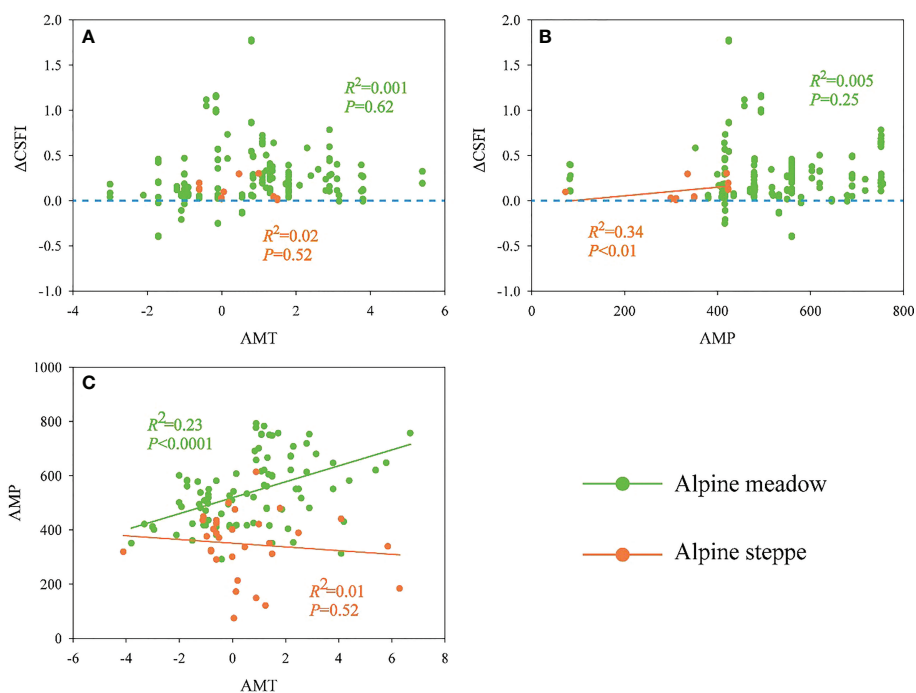 A
2.0
1.5
1.0
0.5
0.0
0.5
-1.0
ΔCSFI
R2=0.001
P=0.62
R2=0.02
P=0.52
-4 -2 0 2 4 6
AMT
B
2.0
1.5
1.0
0.5
0.0
0.5
-1.0
ΔCSFI
R2=0.005
P=0.25
R2=0.34
P<0.01
0 200 400 600 800
AMP
C
1000
800
600
400
200
0
AMP
R2=0.23
P<0.0001
R2=0.01
P=0.52
-6 -4 -2 0 2 4 6 8
AMT
Alpine meadow
Alpine steppe